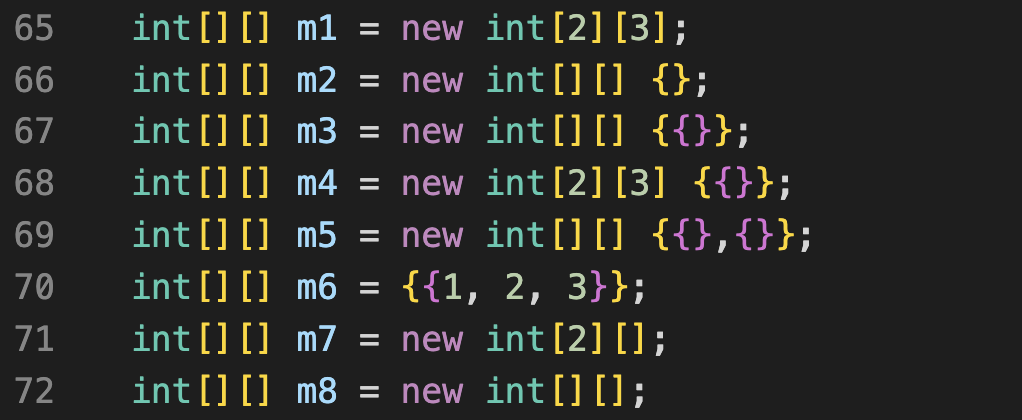 65 int[][] m1 = new int[2][3];
66 int[][] m2 = new int[][] {};
67 int[][] m3 = new int[][] {{}};
68 int[][] m4 = new int[2][3] {{}};
69 int[][] m5 = new int[][] {{},{}};
70 int[][] m6 = {{1, 2, 3}};
71 int[][] m7 = new int[2][];
72 int[][] m8 = new int[][];